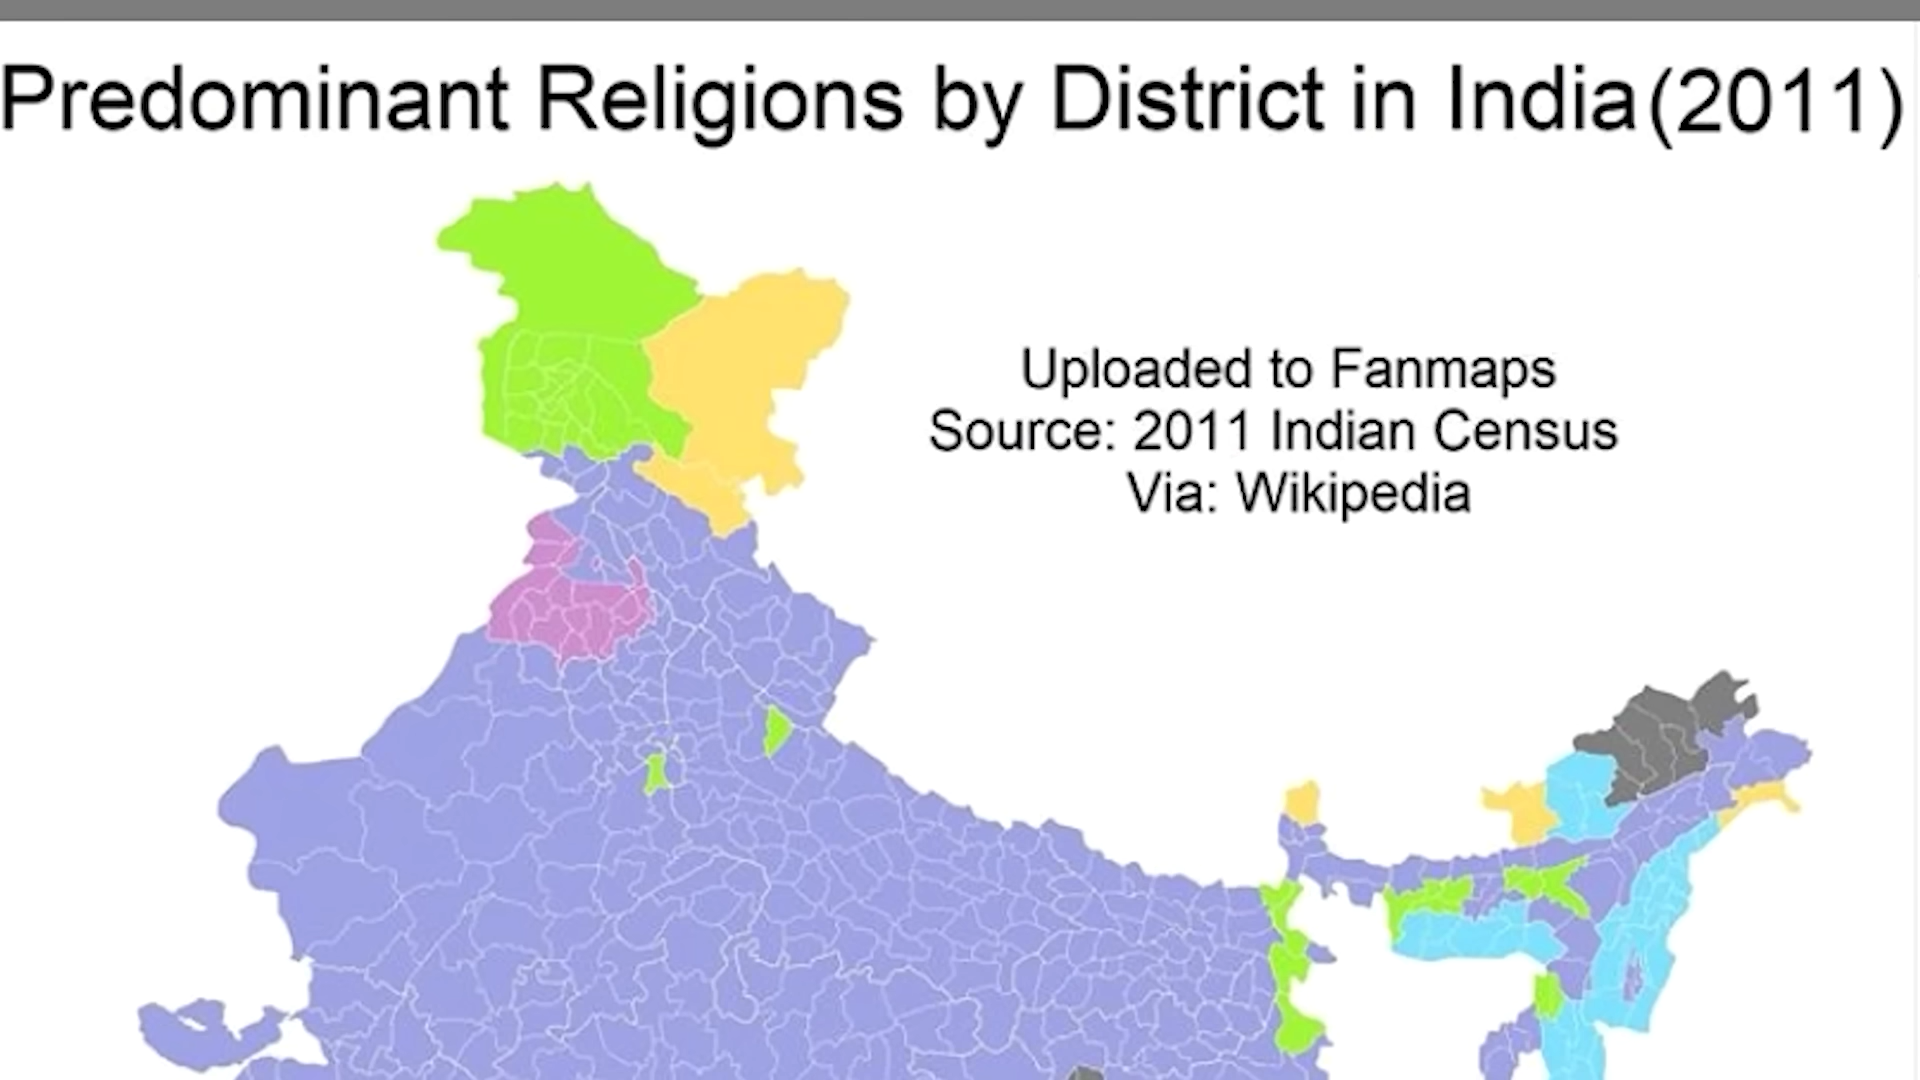 Predominant Religions by District in India(2011)
Uploaded to Fanmaps
Source: 2011 Indian Census
Via: Wikipedia